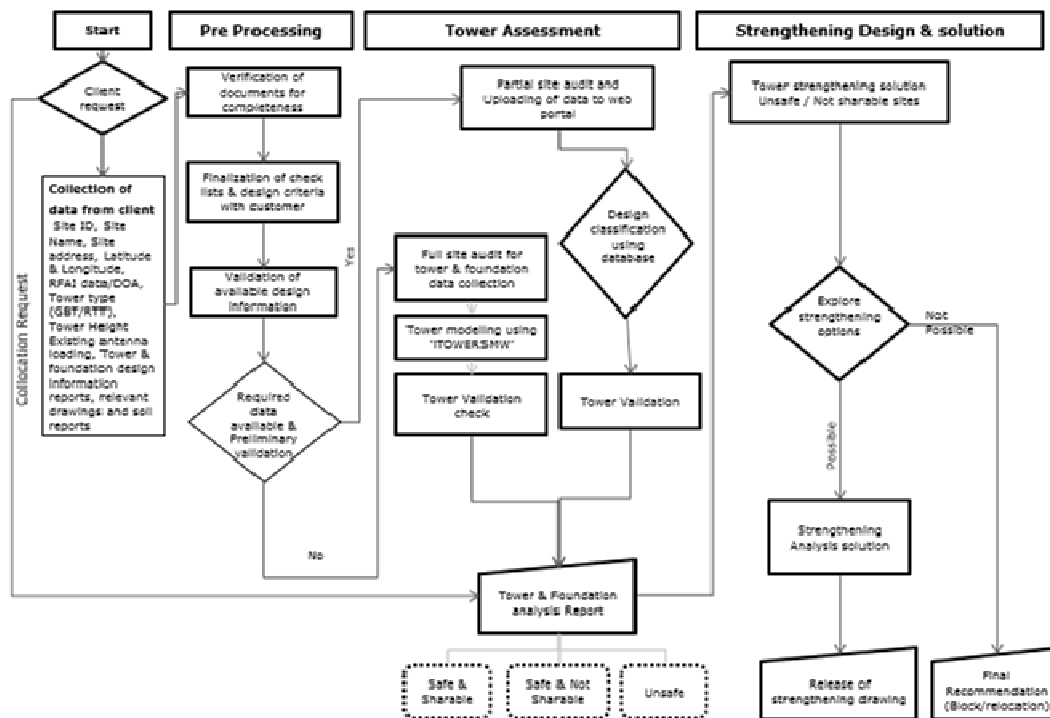 Start
Pre Processing
Tower Assessment
Strengthening Design & solution
Client
request
Collection of
data from client
Site ID, Site
Name, Site
address, Latitude
& Longitude,
RFAI data/DOA,
Tower type
(GBT/RTT),
Tower Height
Existing antenna
loading, Tower &
foundation design
information
reports, relevant
drawings and soil
reports
Collocation Request
Verification of
documents for
completeness
Finalization of check
lists & design criteria
with customer
Validation of
available design
information
Required
data
available &
Preliminary
validation
Yes
No
Partial site audit and
Uploading of data to web
portal
Design
classification
using
database
Full site audit for
tower & foundation
data collection
Tower modelling using
"ITOWERSMW"
Tower Validation
check
Tower Validation
Tower & Foundation
analysis Report
Safe &
Sharable
Safe & Not
Sharable
Unsafe
Tower strengthening solution
Unsafe / Not sharable sites
Explore
strengthening
options
Not
Possible
Possible
Strengthening
Analysis solution
Release of
strengthening drawing
Final
Recommendation
(Block/relocation)